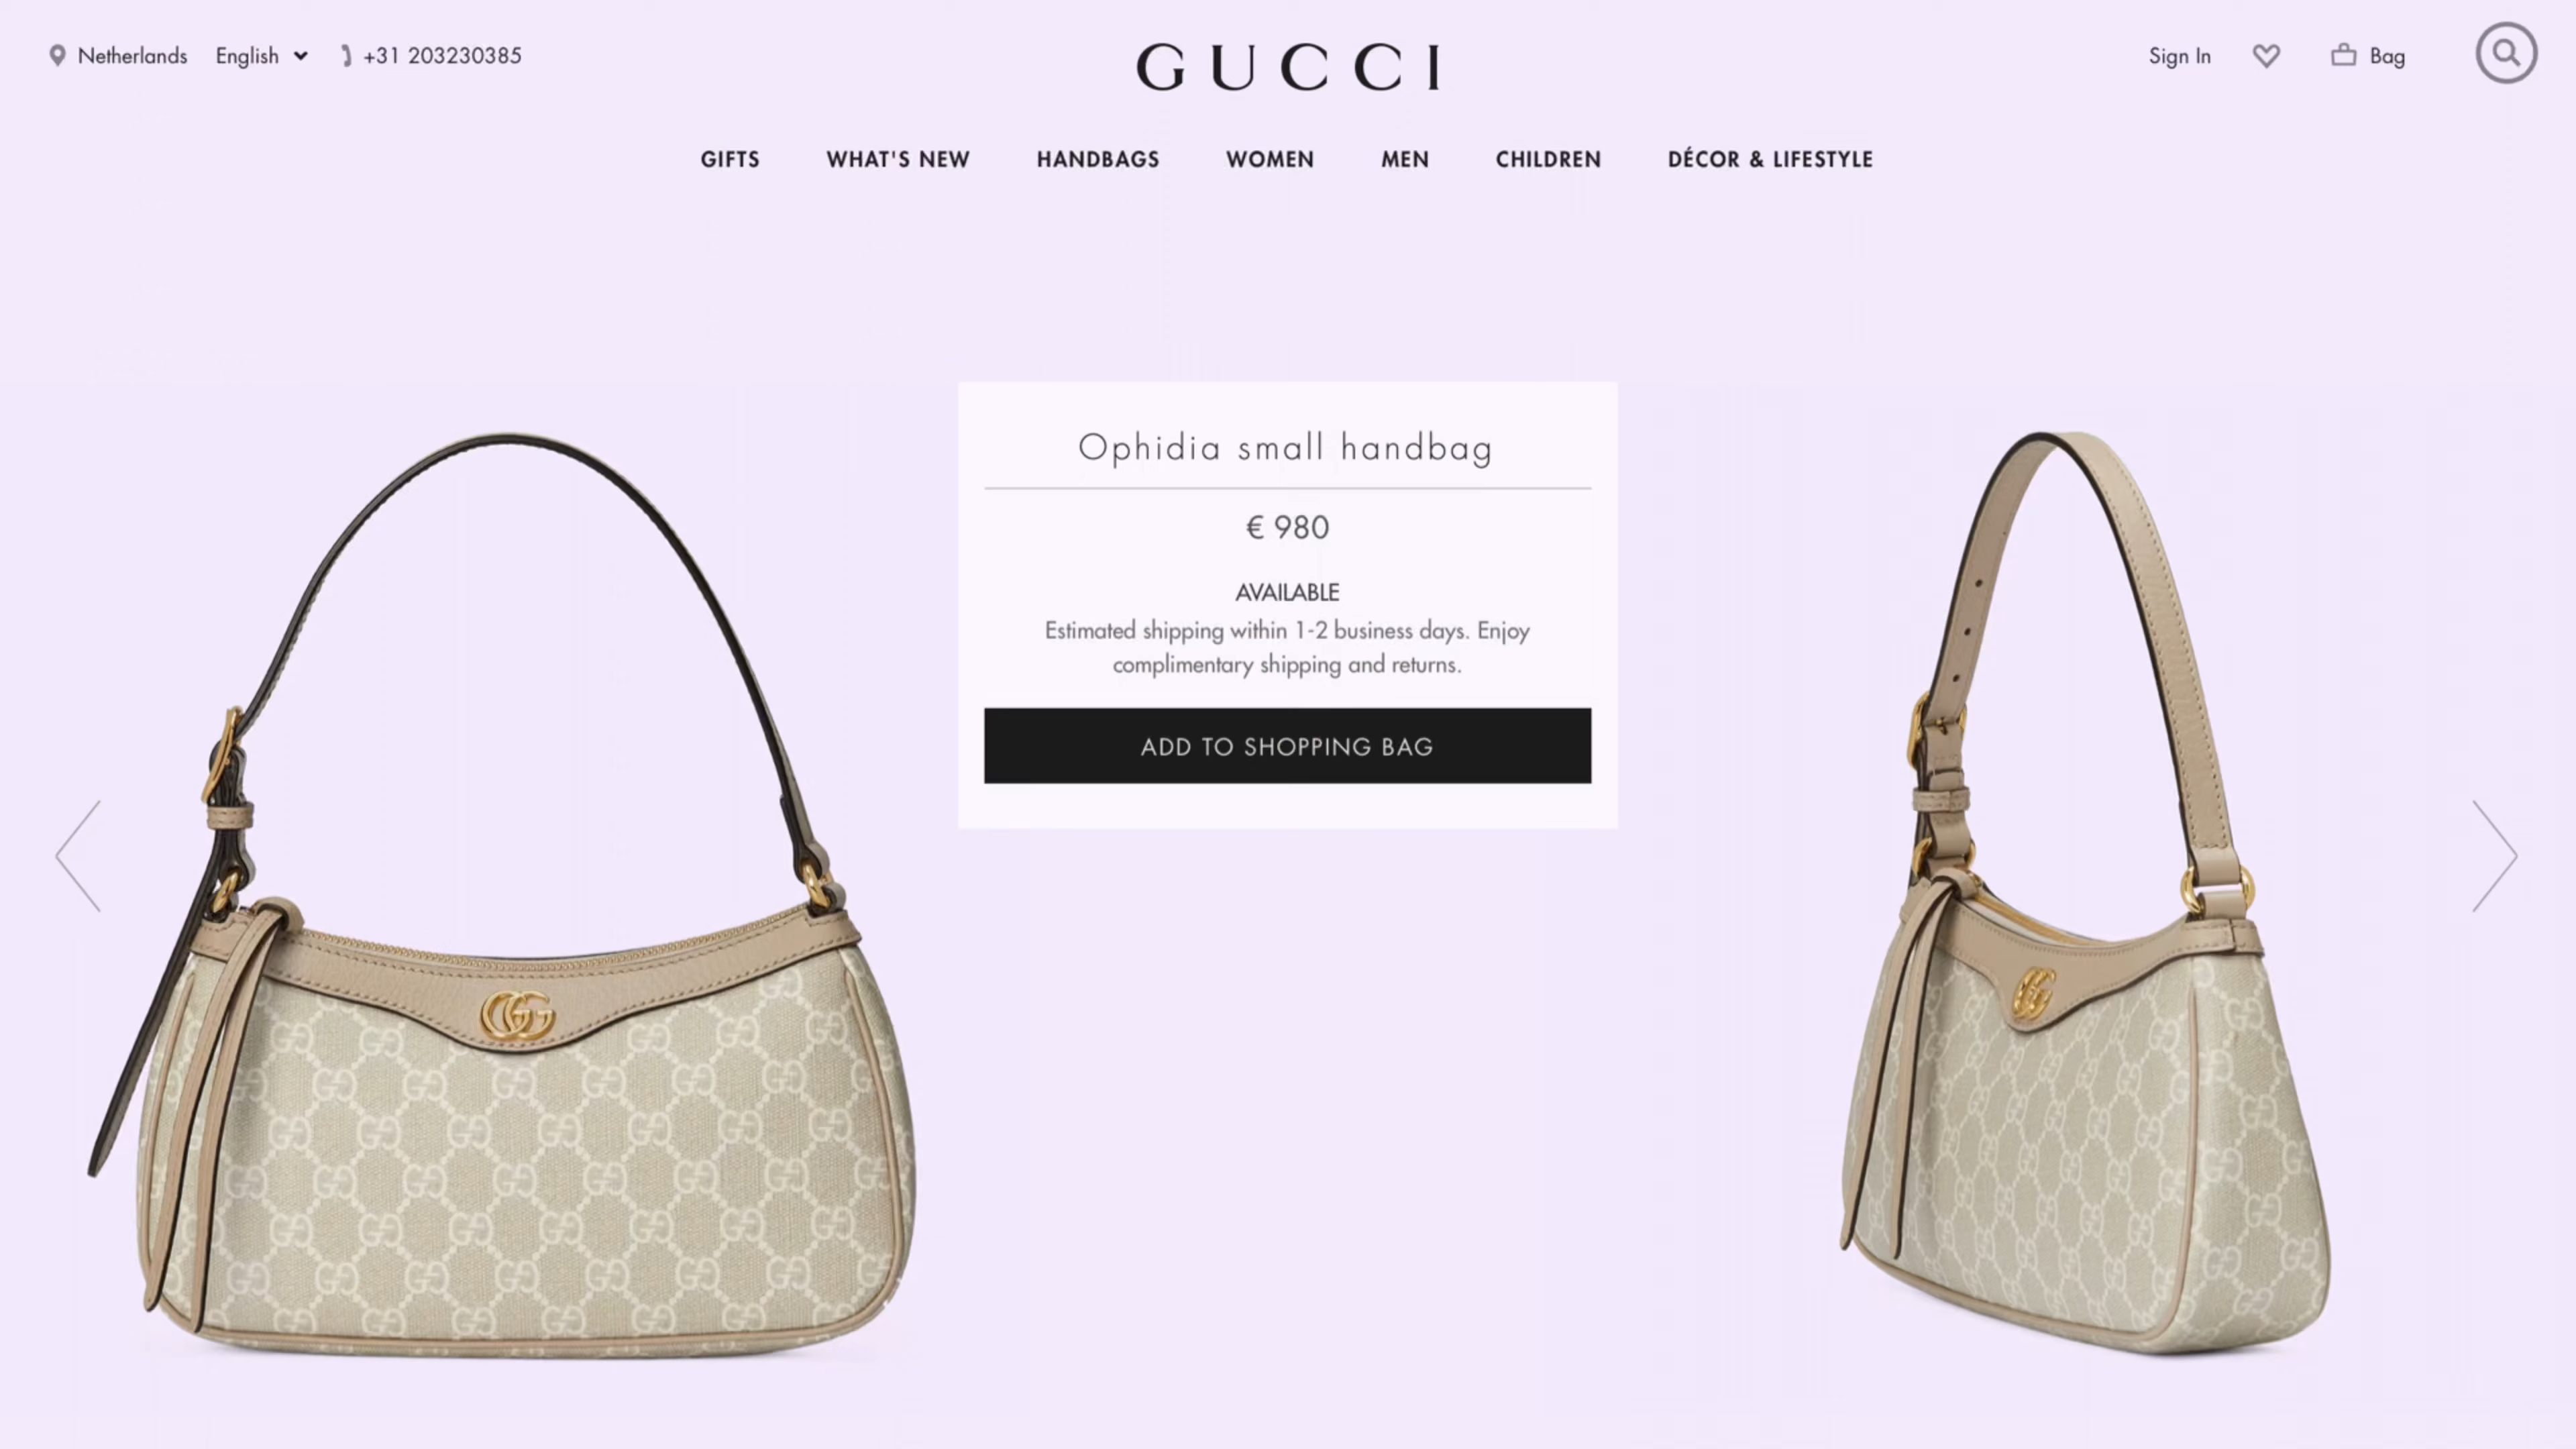 Netherlands English +31 203230385
GUCCI
Sign In Bag
GIFTS WHAT'S NEW HANDBAGS WOMEN MEN CHILDREN DÉCOR & LIFESTYLE
Ophidia small handbag
€ 980
AVAILABLE
Estimated shipping within 1-2 business days. Enjoy
complimentary shipping and returns.
ADD TO SHOPPING BAG